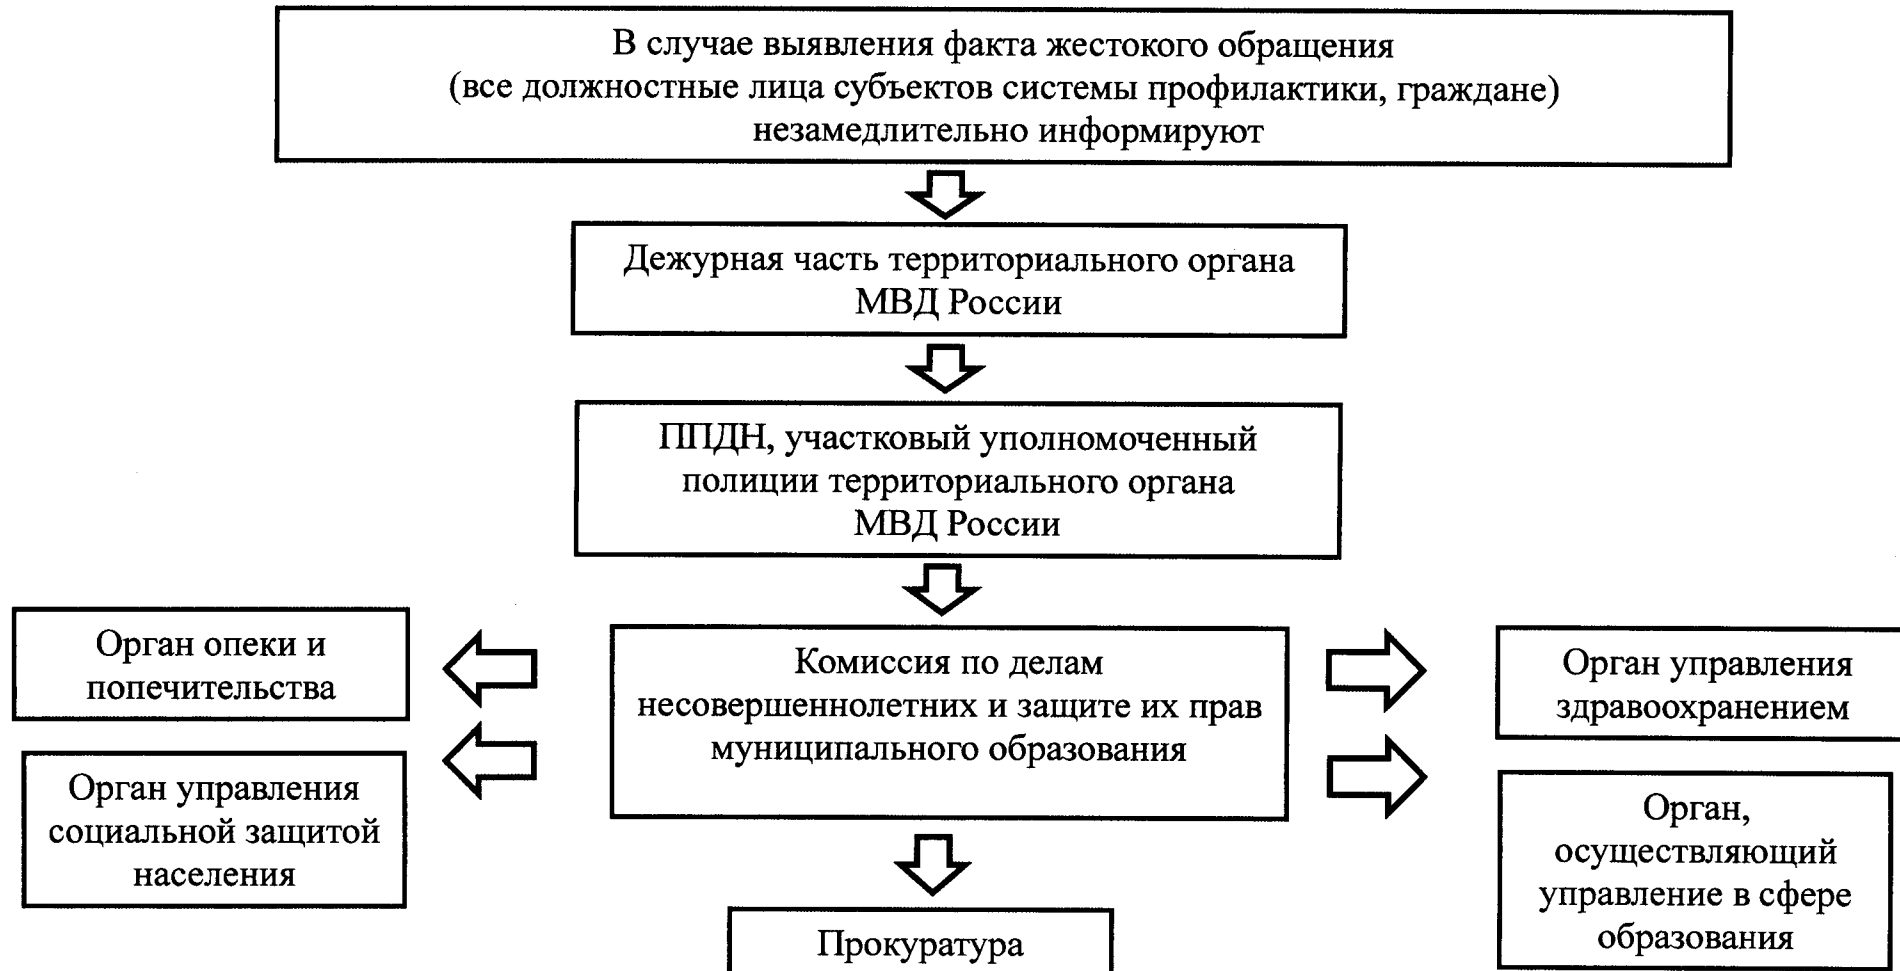 В случае выявления факта жестокого обращения
(все должностные лица субъектов системы профилактики, граждане)
незамедлительно информируют
Дежурная часть территориального органа
МВД России
ППДН, участковый уполномоченный
полиции территориального органа
МВД России
Орган опеки и
попечительства
Орган управления
социальной защитой
населения
Комиссия по делам
несовершеннолетних и защите их прав
муниципального образования
Орган управления
здравоохранением
Орган,
осуществляющий
управление в сфере
образования
Прокуратура